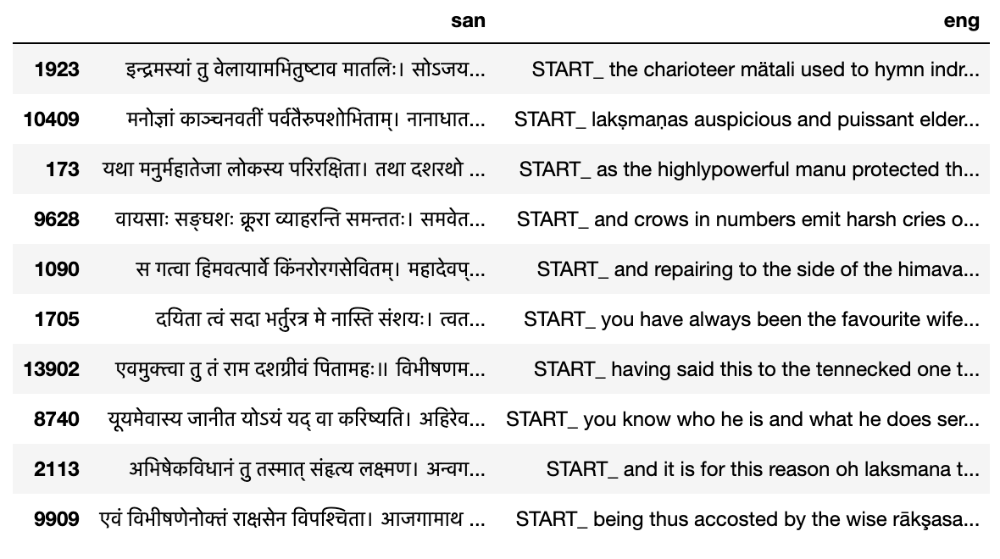 san eng
1923 इन्द्रमस्यां तु वेलायामभितुष्टाव मातलिः। सोऽजय... START_ the charioteer mätali used to hymn indr...
10409 मनोज्ञां काञ्चनवतीं पर्वतैरुपशोभिताम्। नानाधात... START_ lakṣmaṇas auspicious and puissant elder...
173 यथा मनुर्महातेजा लोकस्य परिरक्षिता। तथा दशरथो ... START_ as the highlypowerful manu protected th...
9628 वायसाः सङ्घशः क्रूरा व्याहरन्ति समन्ततः। समवेत... START_ and crows in numbers emit harsh cries o...
1090 स गत्वा हिमवत्पार्वे किंनरोरगसेवितम्। महादेवप्... START_ and repairing to the side of the himava...
1705 दयिता त्वं सदा भर्तुरत्र मे नास्ति संशयः। त्वत... START_ you have always been the favourite wife...
13902 एवमुक्त्वा तु तं राम दशग्रीवं पितामहः॥ विभीषणम... START_ having said this to the tennecked one t...
8740 यूयमेवास्य जानीत योऽयं यद् वा करिष्यति। अहिरेव... START_ you know who he is and what he does ser...
2113 अभिषेकविधानं तु तस्मात् संहृत्य लक्ष्मण। अन्वग... START_ and it is for this reason oh laksmana t...
9909 एवं विभीषणेनोक्तं राक्षसेन विपश्चिता। आजगामाथ ... START_ being thus accosted by the wise rākşasa...